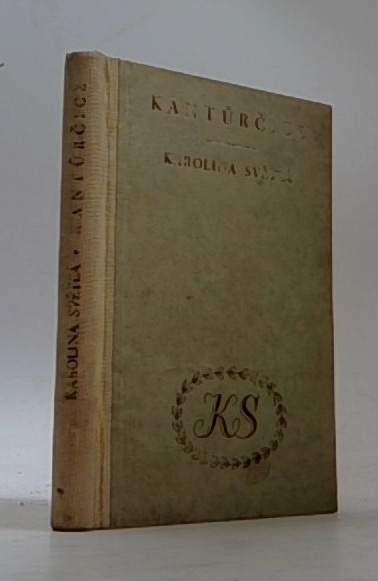 KANTŮRČICE
KAROLINA SVĚTLÁ
KS
KAROLINA SVĚTLÁ • KANTŮRČICE